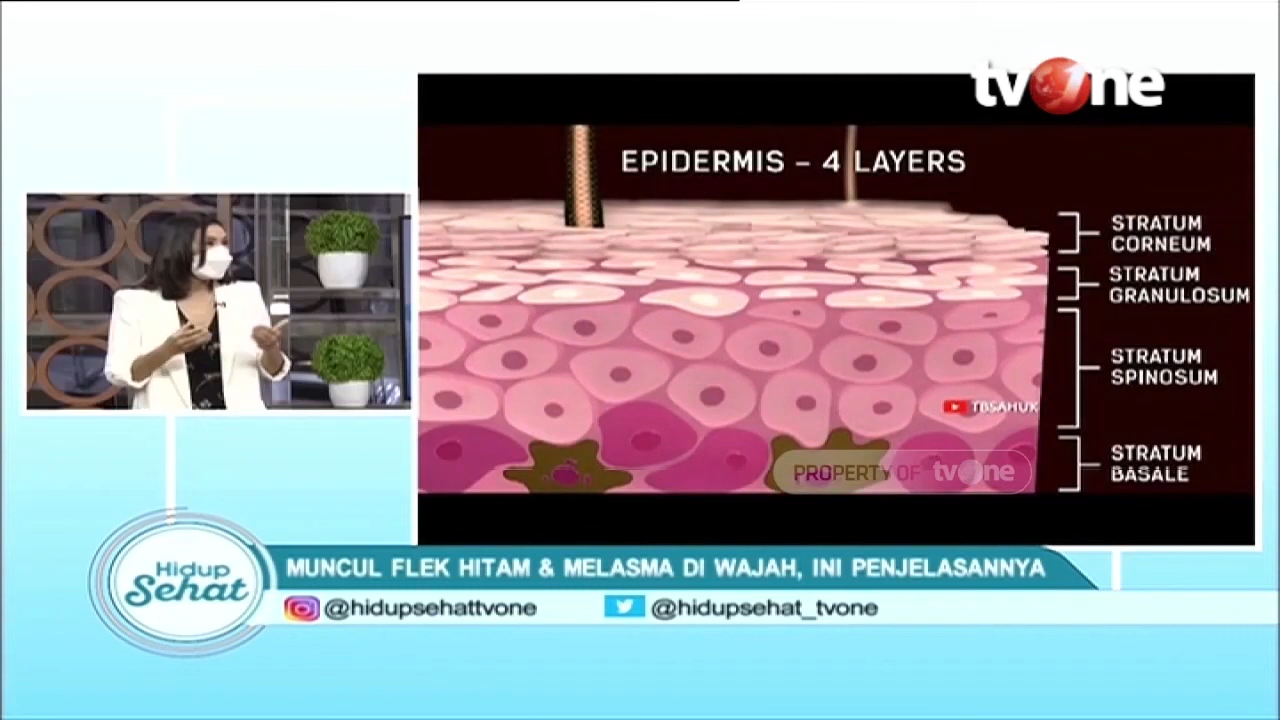 tvOne
EPIDERMIS – 4 LAYERS
STRATUM
CORNEUM
STRATUM
GRANULOSUM
STRATUM
SPINOSUM
TBSAHUK
STRATUM
BASALE
PROPERTY OF tvOne
Hidup
Sehat
MUNCUL FLEK HITAM & MELASMA DI WAJAH, INI PENJELASANNYA
@hidupsehattvone
@hidupsehat_tvone